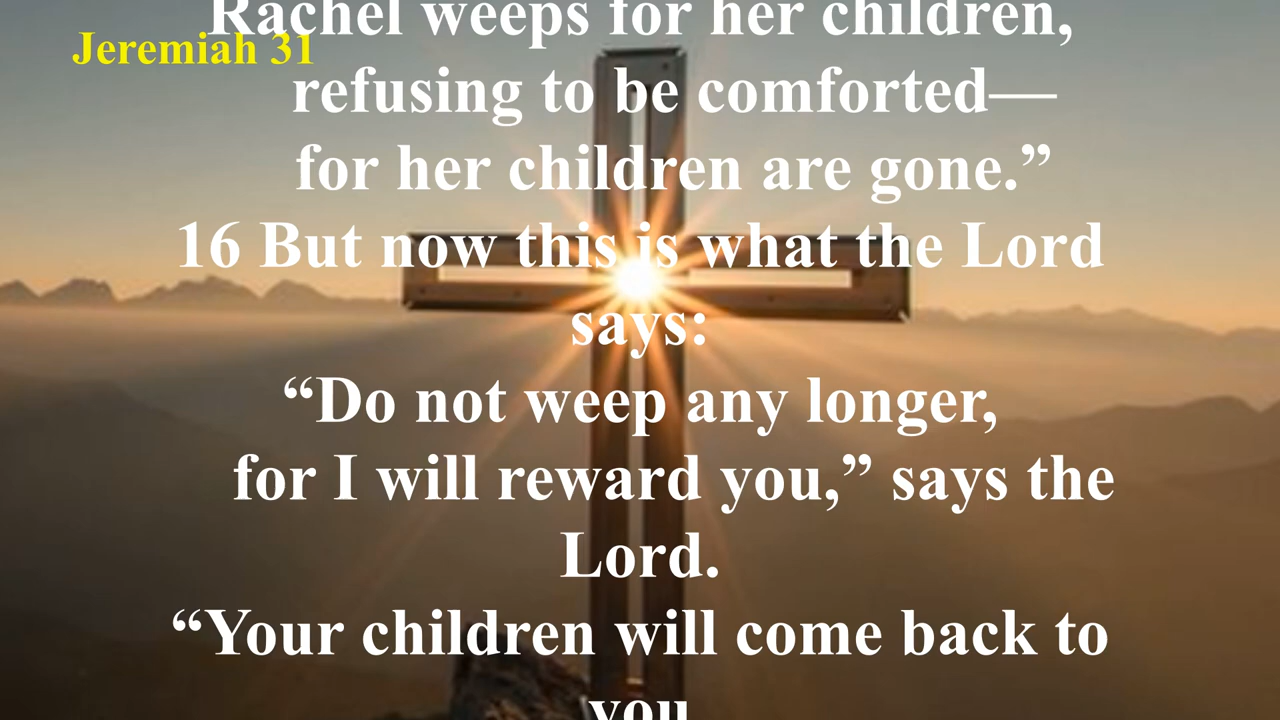 Rachel weeps for her children,
Jeremiah 31
refusing to be comforted—
for her children are gone.”
16 But now this is what the Lord
says:
“Do not weep any longer,
for I will reward you,” says the
Lord.
“Your children will come back to
you